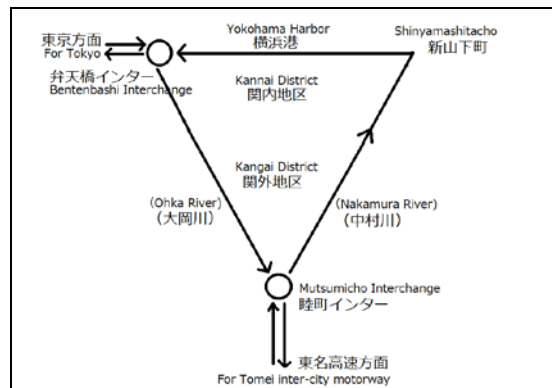 Yokohama Harbor
横浜港
Shinyamashitacho
新山下町
東京方面
For Tokyo
弁天橋インター
Bentenbashi Interchange
Kannai District
関内地区
Kangai District
関外地区
(Ohka River)
（大岡川）
(Nakamura River)
（中村川）
Mutsumicho Interchange
睦町インター
東名高速方面
For Tomei inter-city motorway